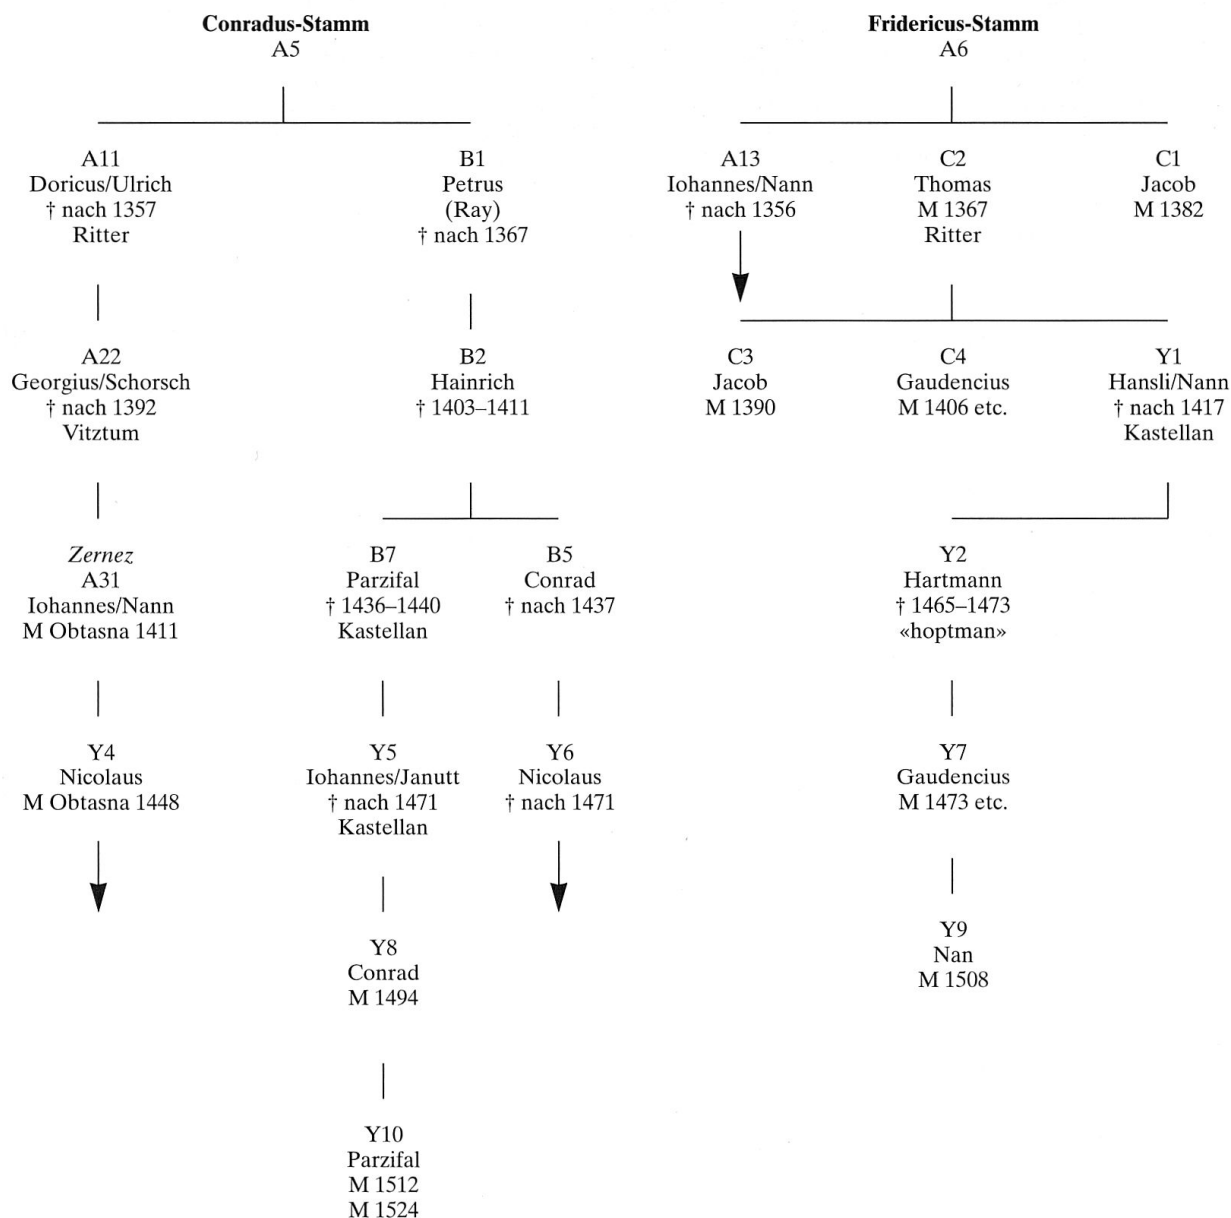 Conradus-Stamm
A5
Fridericus-Stamm
A6
A11
Doricus/Ulrich
† nach 1357
Ritter
B1
Petrus
(Ray)
† nach 1367
A13
Iohannes/Nann
† nach 1356
C2
Thomas
M 1367
Ritter
C1
Jacob
M 1382
A22
Georgius/Schorsch
† nach 1392
Vitztum
B2
Hainrich
† 1403–1411
C3
Jacob
M 1390
C4
Gaudencius
M 1406 etc.
Y1
Hansli/Nann
† nach 1417
Kastellan
Zernez
A31
Iohannes/Nann
M Obtasna 1411
B7
Parzifal
† 1436–1440
Kastellan
B5
Conrad
† nach 1437
Y2
Hartmann
† 1465–1473
«hoptman»
Y4
Nicolaus
M Obtasna 1448
Y5
Iohannes/Janutt
† nach 1471
Kastellan
Y6
Nicolaus
† nach 1471
Y7
Gaudencius
M 1473 etc.
Y8
Conrad
M 1494
Y9
Nan
M 1508
Y10
Parzifal
M 1512
M 1524